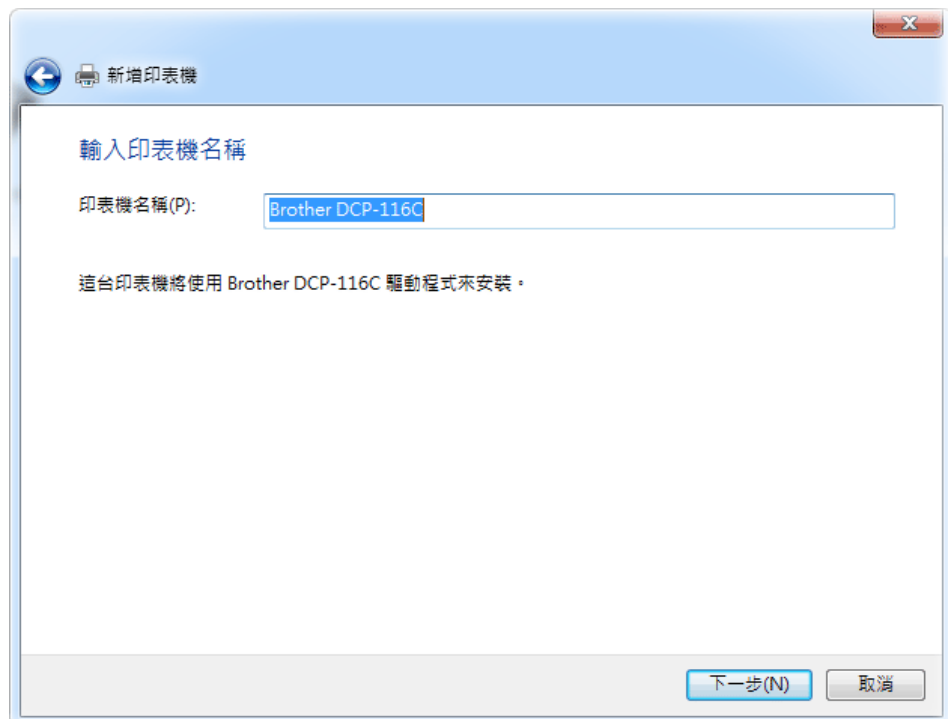 新增印表機
輸入印表機名稱
印表機名稱(P): Brother DCP-116C
這台印表機將使用 Brother DCP-116C 驅動程式來安裝。
下一步(N) 取消